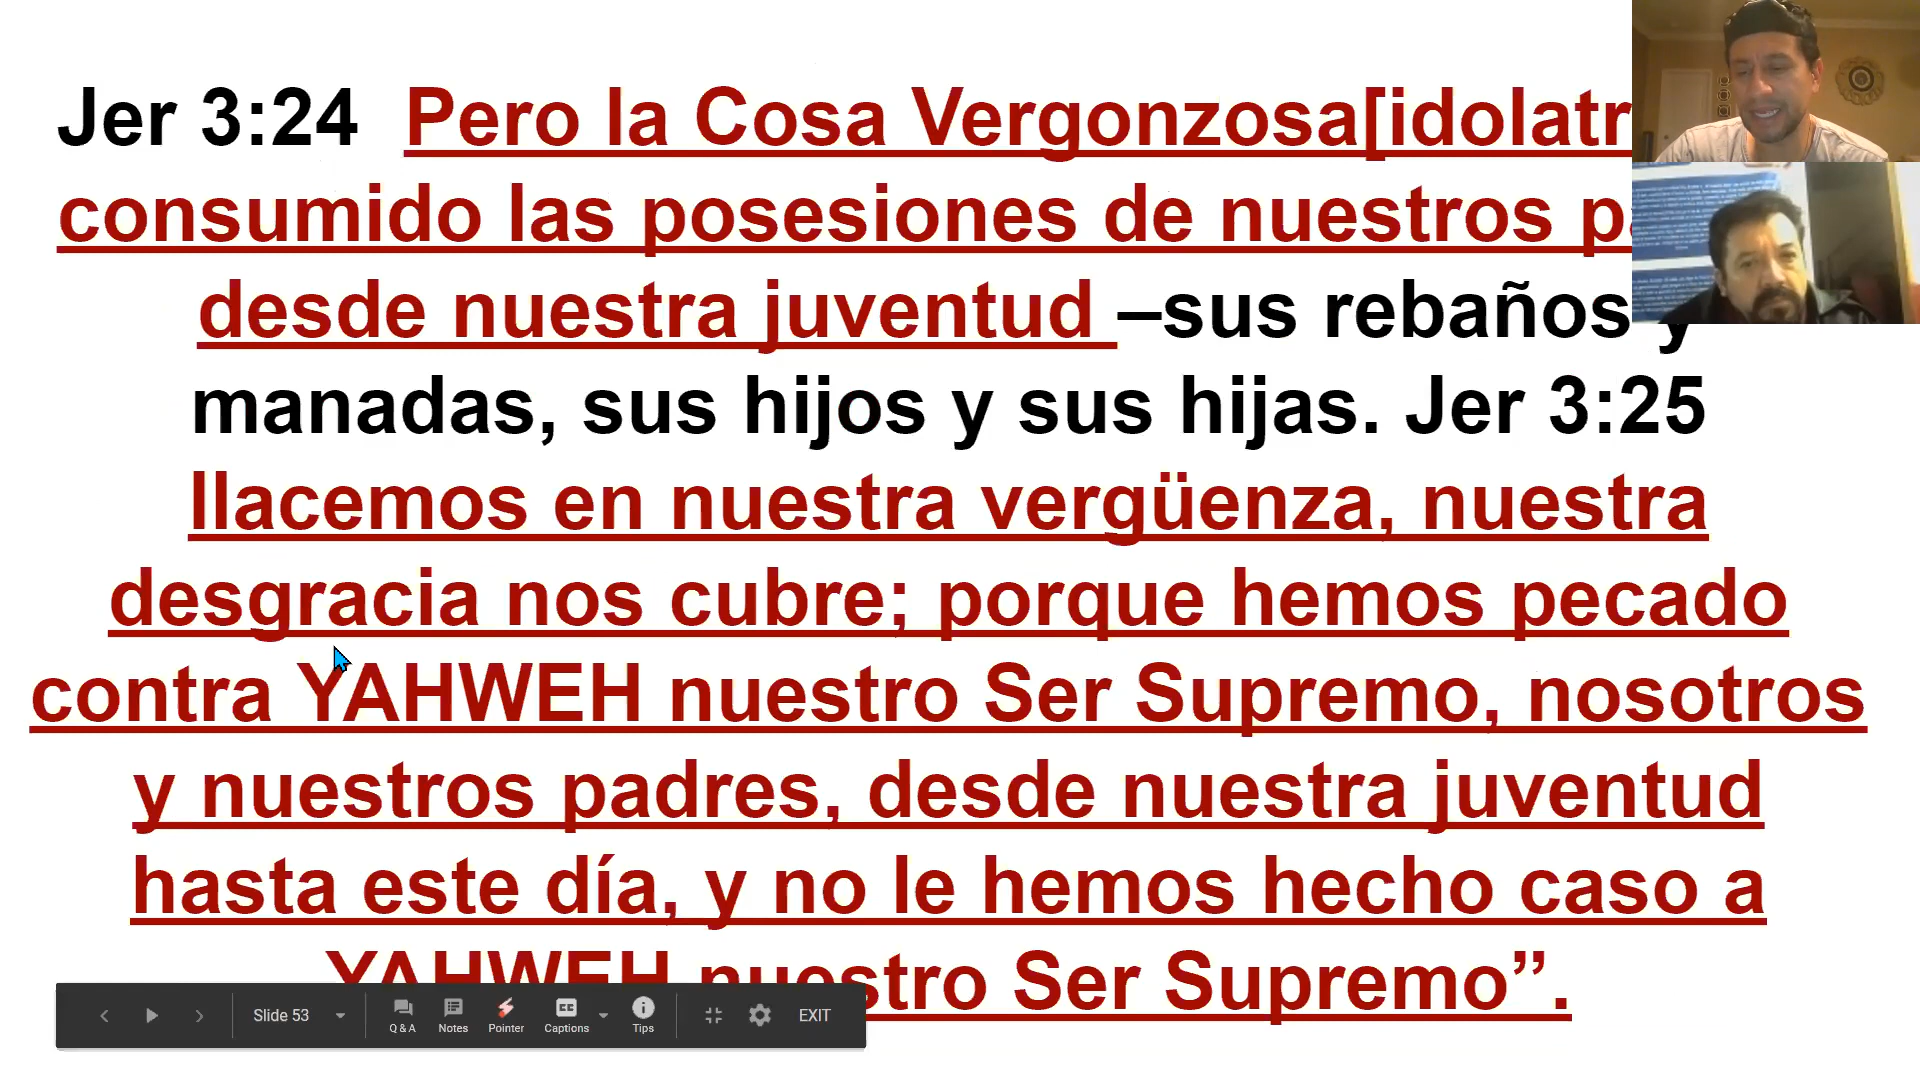 Jer 3:24 Pero la Cosa Vergonzosa[idolatr
consumido las posesiones de nuestros
desde nuestra juventud –sus rebaños y
manadas, sus hijos y sus hijas. Jer 3:25
llacemos en nuestra vergüenza, nuestra
desgracia nos cubre; porque hemos pecado
contra YAHWEH nuestro Ser Supremo, nosotros
y nuestros padres, desde nuestra juventud
hasta este día, y no le hemos hecho caso a
YAHWEH nuestro Ser Supremo”.
Slide 53
Q & A
Notes
Pointer
CC
Captions
Tips
EXIT